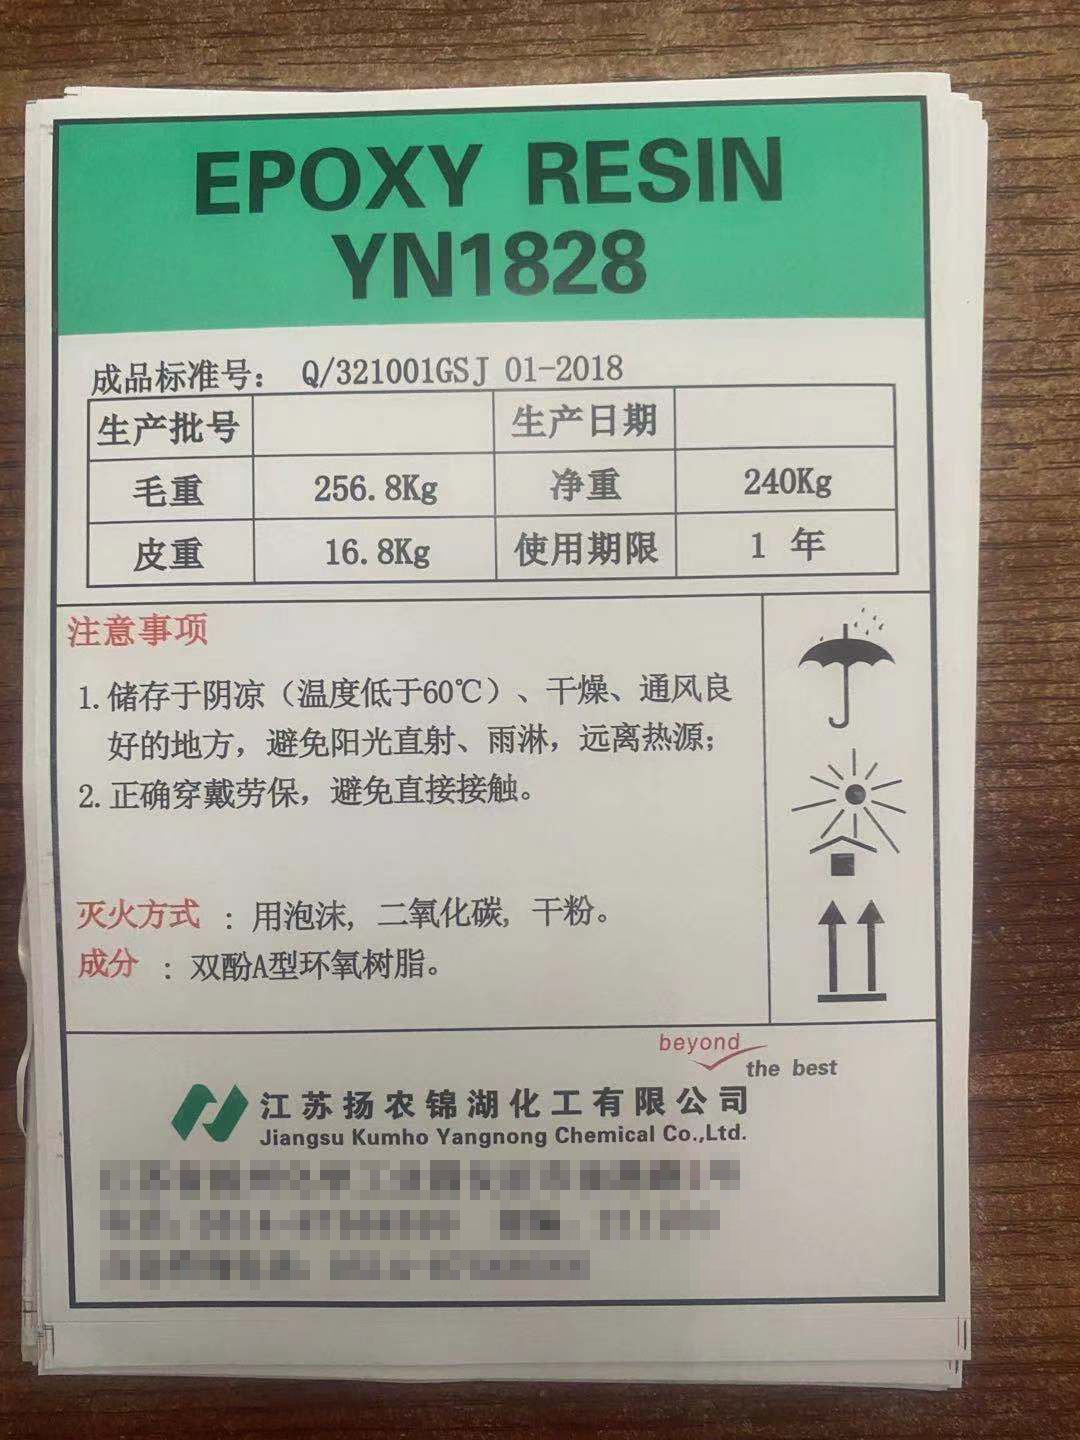 EPOXY RESIN
YN1828
成品标准号： Q/321001GSJ 01-2018
生产批号 生产日期
毛重 256.8Kg 净重 240Kg
皮重 16.8Kg 使用期限 1 年
注意事项
1.储存于阴凉（温度低于60℃）、干燥、通风良
好的地方，避免阳光直射、雨淋，远离热源；
2.正确穿戴劳保，避免直接接触。
灭火方式 ：用泡沫, 二氧化碳, 干粉。
成分 ：双酚A型环氧树脂。
beyond
the best
江苏扬农锦湖化工有限公司
Jiangsu Kumho Yangnong Chemical Co.,Ltd.